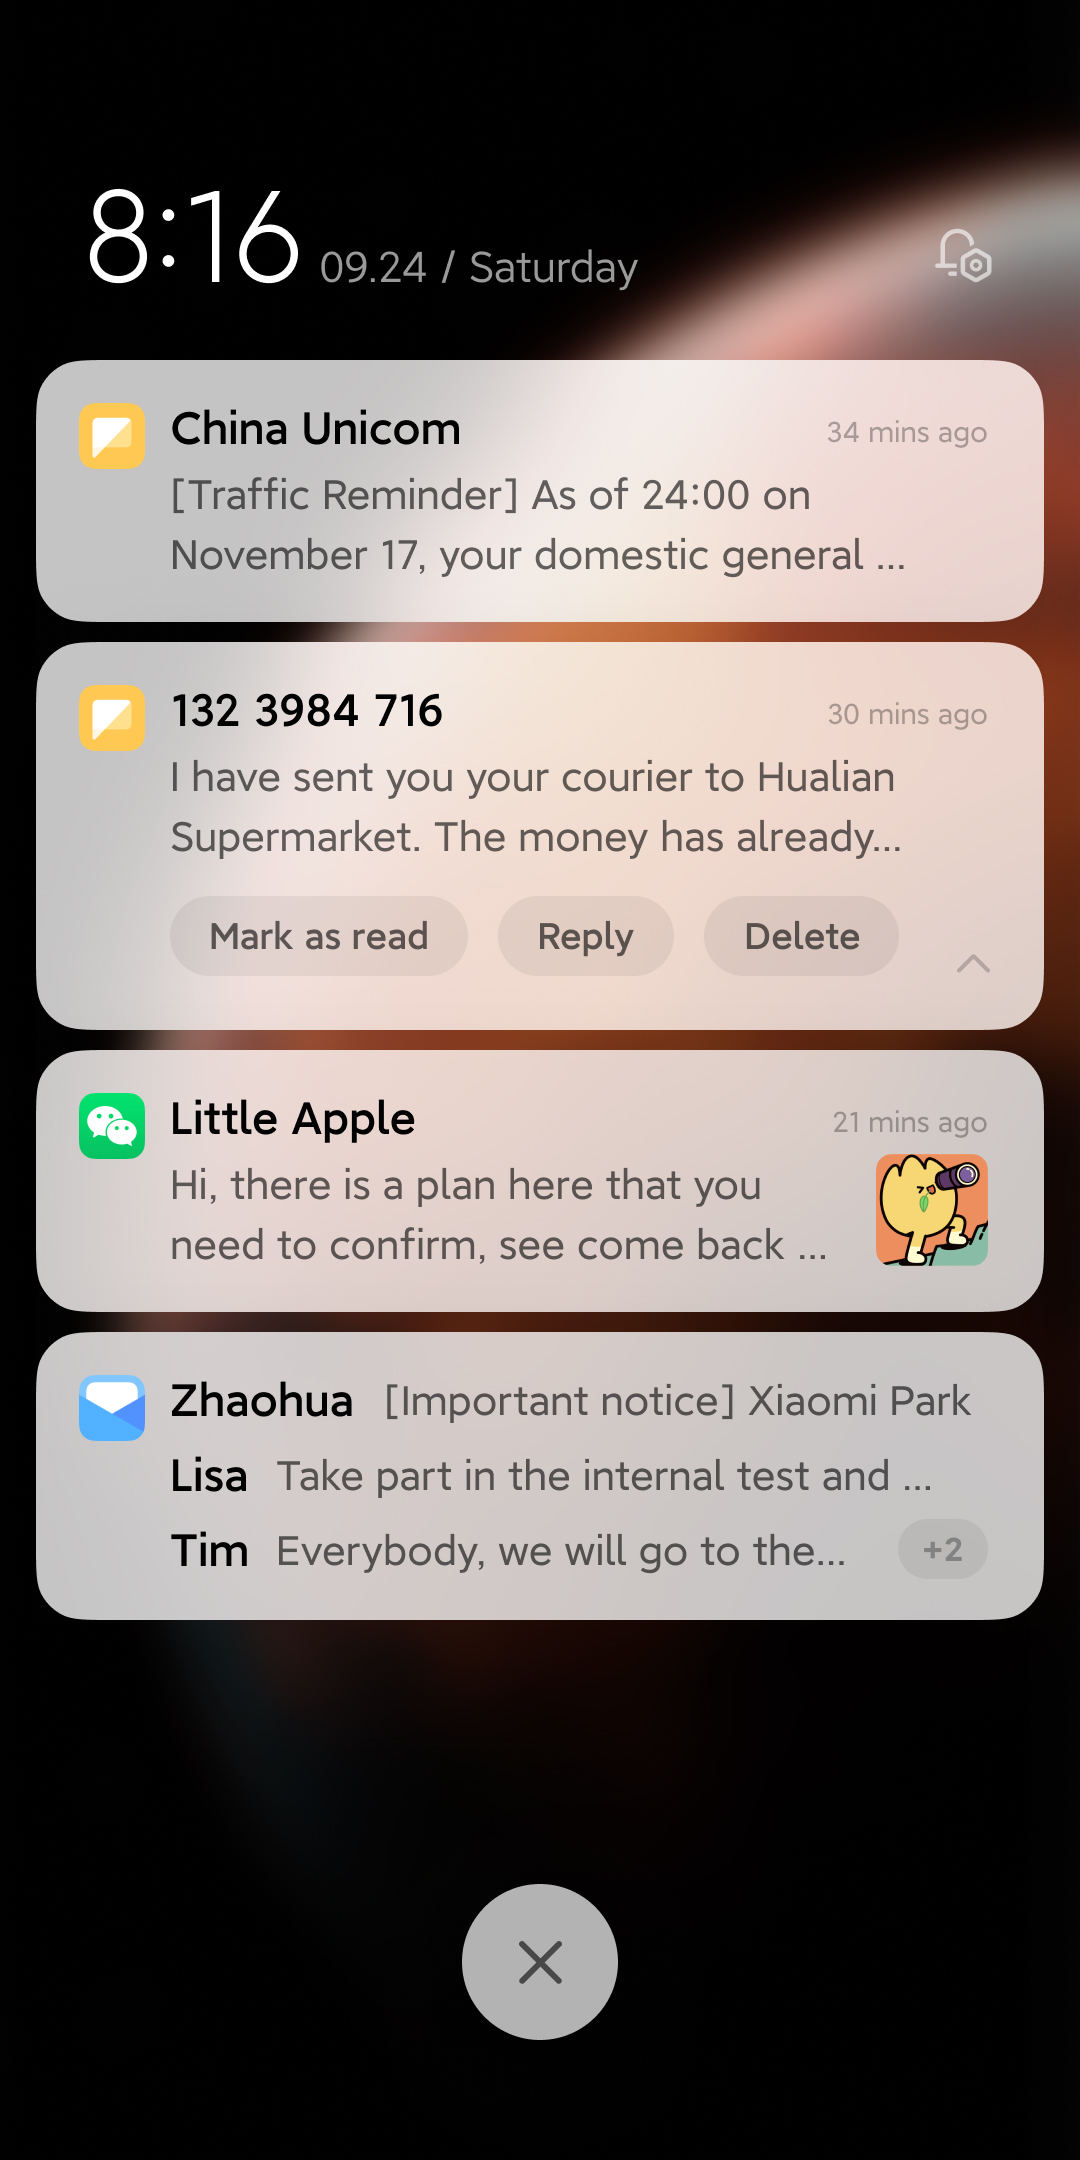 8:16 09.24 / Saturday
China Unicom 34 mins ago
[Traffic Reminder] As of 24:00 on
November 17, your domestic general ...
132 3984 716 30 mins ago
I have sent you your courier to Hualian
Supermarket. The money has already...
Mark as read Reply Delete
Little Apple 21 mins ago
Hi, there is a plan here that you
need to confirm, see come back ...
Zhaohua [Important notice] Xiaomi Park
Lisa Take part in the internal test and ...
Tim Everybody, we will go to the... +2